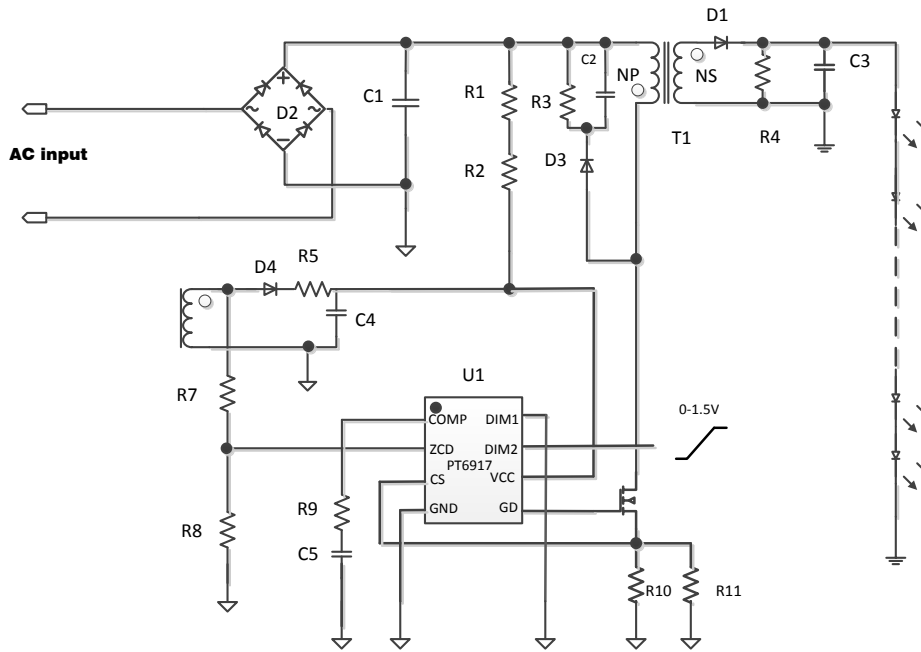 D1
C2
NP
NS
C3
D2
C1
R1
R3
AC input
R2
D3
T1
R4
D4
R5
C4
R7
U1
0-1.5V
COMP
DIM1
ZCD
DIM2
PT6917
CS
VCC
GND
GD
R9
R8
C5
R10
R11